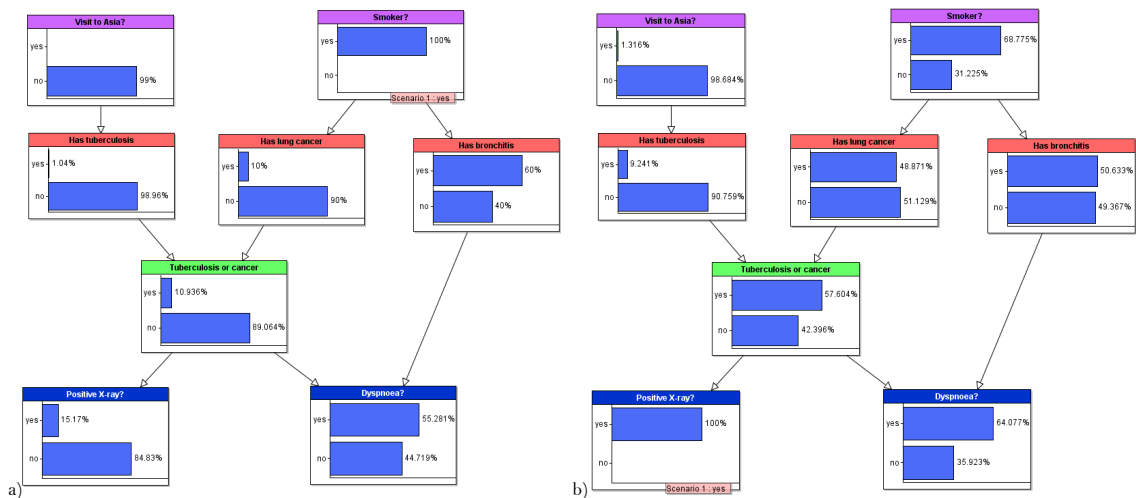 Visit to Asia?
yes
no
99%
Smoker?
yes
100%
no
Scenario 1 : yes
Has tuberculosis
yes
1.04%
no
98.96%
Has lung cancer
yes
10%
no
90%
Has bronchitis
yes
60%
no
40%
Tuberculosis or cancer
yes
10.936%
no
89.064%
Positive X-ray?
yes
15.17%
no
84.83%
Dyspnoea?
yes
55.281%
no
44.719%
a)
Visit to Asia?
yes
1.316%
no
98.684%
Smoker?
yes
68.775%
no
31.225%
Has tuberculosis
yes
9.241%
no
90.759%
Has lung cancer
yes
48.871%
no
51.129%
Has bronchitis
yes
50.633%
no
49.367%
Tuberculosis or cancer
yes
57.604%
no
42.396%
Positive X-ray?
yes
100%
no
Scenario 1 : yes
Dyspnoea?
yes
64.077%
no
35.923%
b)